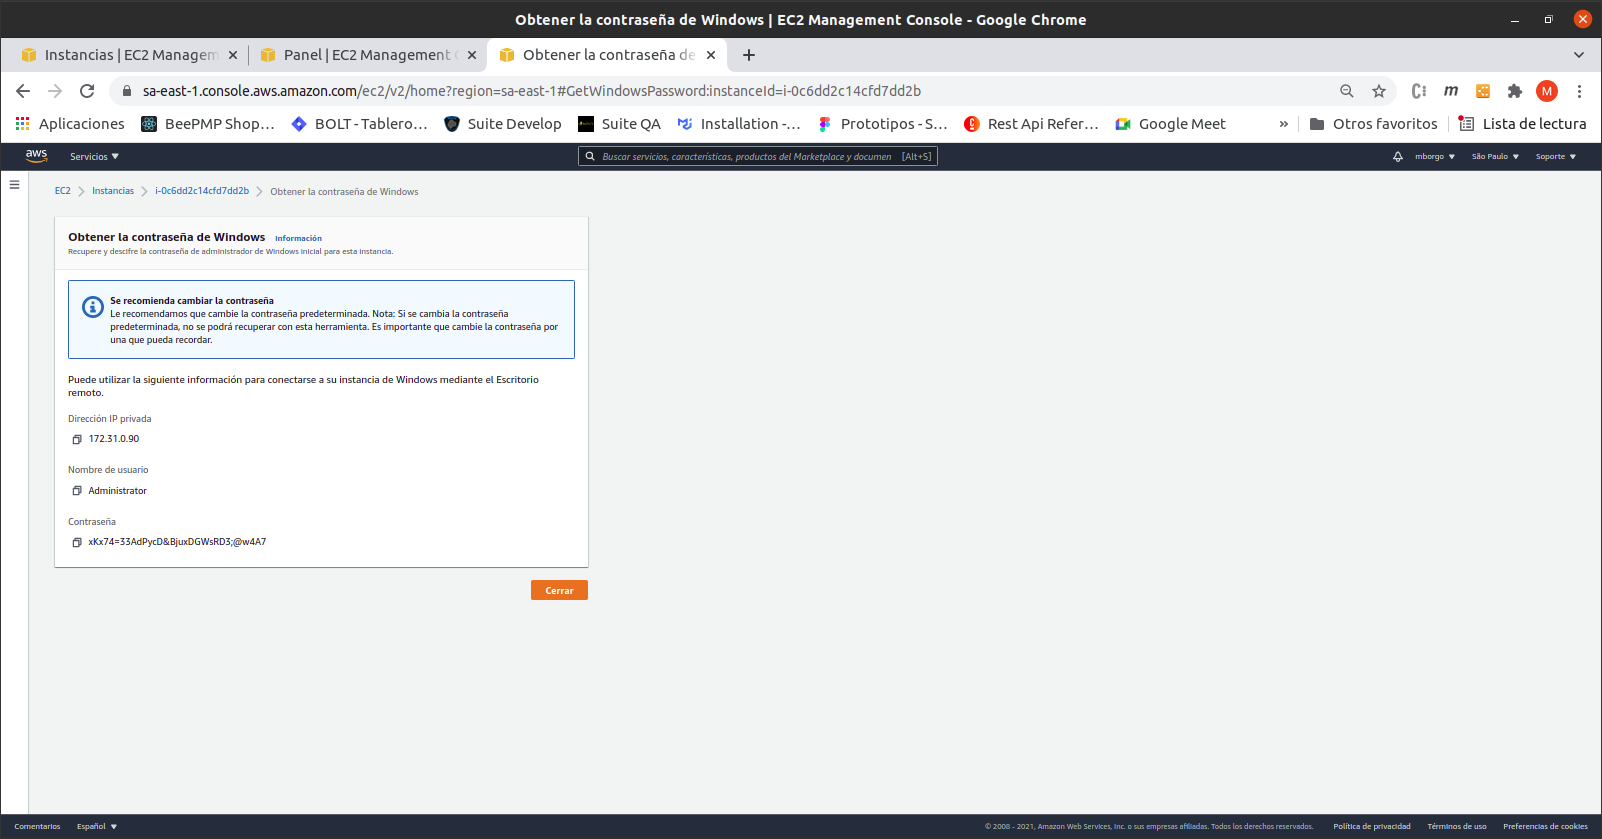 Obtener la contraseña de Windows | EC2 Management Console - Google Chrome
Instancias | EC2 Managem
Panel | EC2 Management
Obtener la contraseña de
sa-east-1.console.aws.amazon.com/ec2/v2/home?region=sa-east-1#GetWindowsPassword:instanceId=i-0c6dd2c14cfd7dd2b
M
Aplicaciones
BeePMP Shop...
BOLT - Tablero...
Suite Develop
Suite QA
Installation -...
Prototipos - S...
Rest Api Refer...
Google Meet
»
Otros favoritos
Lista de lectura
aws
Servicios
Buscar servicios, características, productos del Marketplace y documen [Alt+S]
mborgo
São Paulo
Soporte
EC2 > Instancias > i-0c6dd2c14cfd7dd2b > Obtener la contraseña de Windows
Obtener la contraseña de Windows Información
Recupere y descifre la contraseña de administrador de Windows inicial para esta instancia.
Se recomienda cambiar la contraseña
Le recomendamos que cambie la contraseña predeterminada. Nota: Si se cambia la contraseña
predeterminada, no se podrá recuperar con esta herramienta. Es importante que cambie la contraseña por
una que pueda recordar.
Puede utilizar la siguiente información para conectarse a su instancia de Windows mediante el Escritorio
remoto.
Dirección IP privada
172.31.0.90
Nombre de usuario
Administrator
Contraseña
xKx74=33AdPycD&BjuxDGWsRD3;@w4A7
Cerrar
Comentarios
Español
© 2008 - 2021, Amazon Web Services, Inc. o sus empresas afiliadas. Todos los derechos reservados.
Política de privacidad
Términos de uso
Preferencias de cookies